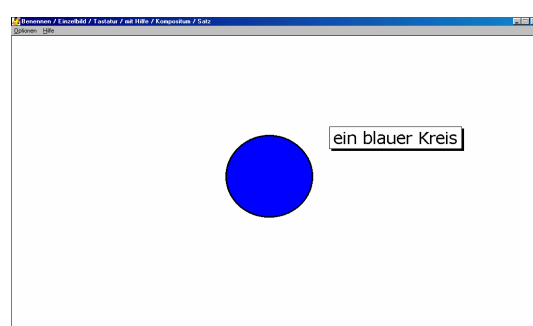 Benennen / Einzelbild / Tastatur / mit Hilfe / Kompositum / Satz
Optionen Hilfe
ein blauer Kreis